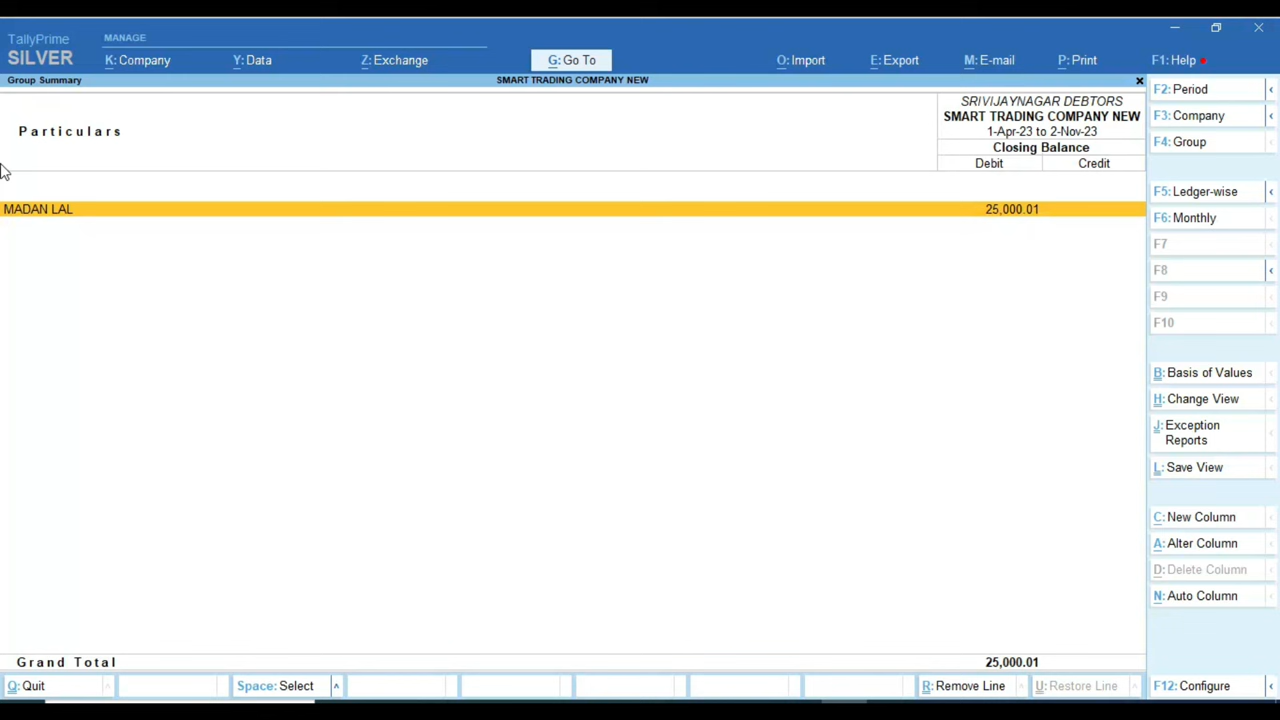 TallyPrime
MANAGE
SILVER
K: Company
Y: Data
Z: Exchange
G: Go To
O: Import
E: Export
M: E-mail
P: Print
F1: Help
Group Summary
SMART TRADING COMPANY NEW
Particulars
SRIVIJAYNAGAR DEBTORS
SMART TRADING COMPANY NEW
1-Apr-23 to 2-Nov-23
Closing Balance
Debit
Credit
MADAN LAL 25,000.01
Grand Total 25,000.01
F2: Period
F3: Company
F4: Group
F5: Ledger-wise
F6: Monthly
F7
F8
F9
F10
B: Basis of Values
H: Change View
J: Exception
Reports
L: Save View
C: New Column
A: Alter Column
D: Delete Column
N: Auto Column
Q: Quit
Space: Select
R: Remove Line
U: Restore Line
F12: Configure